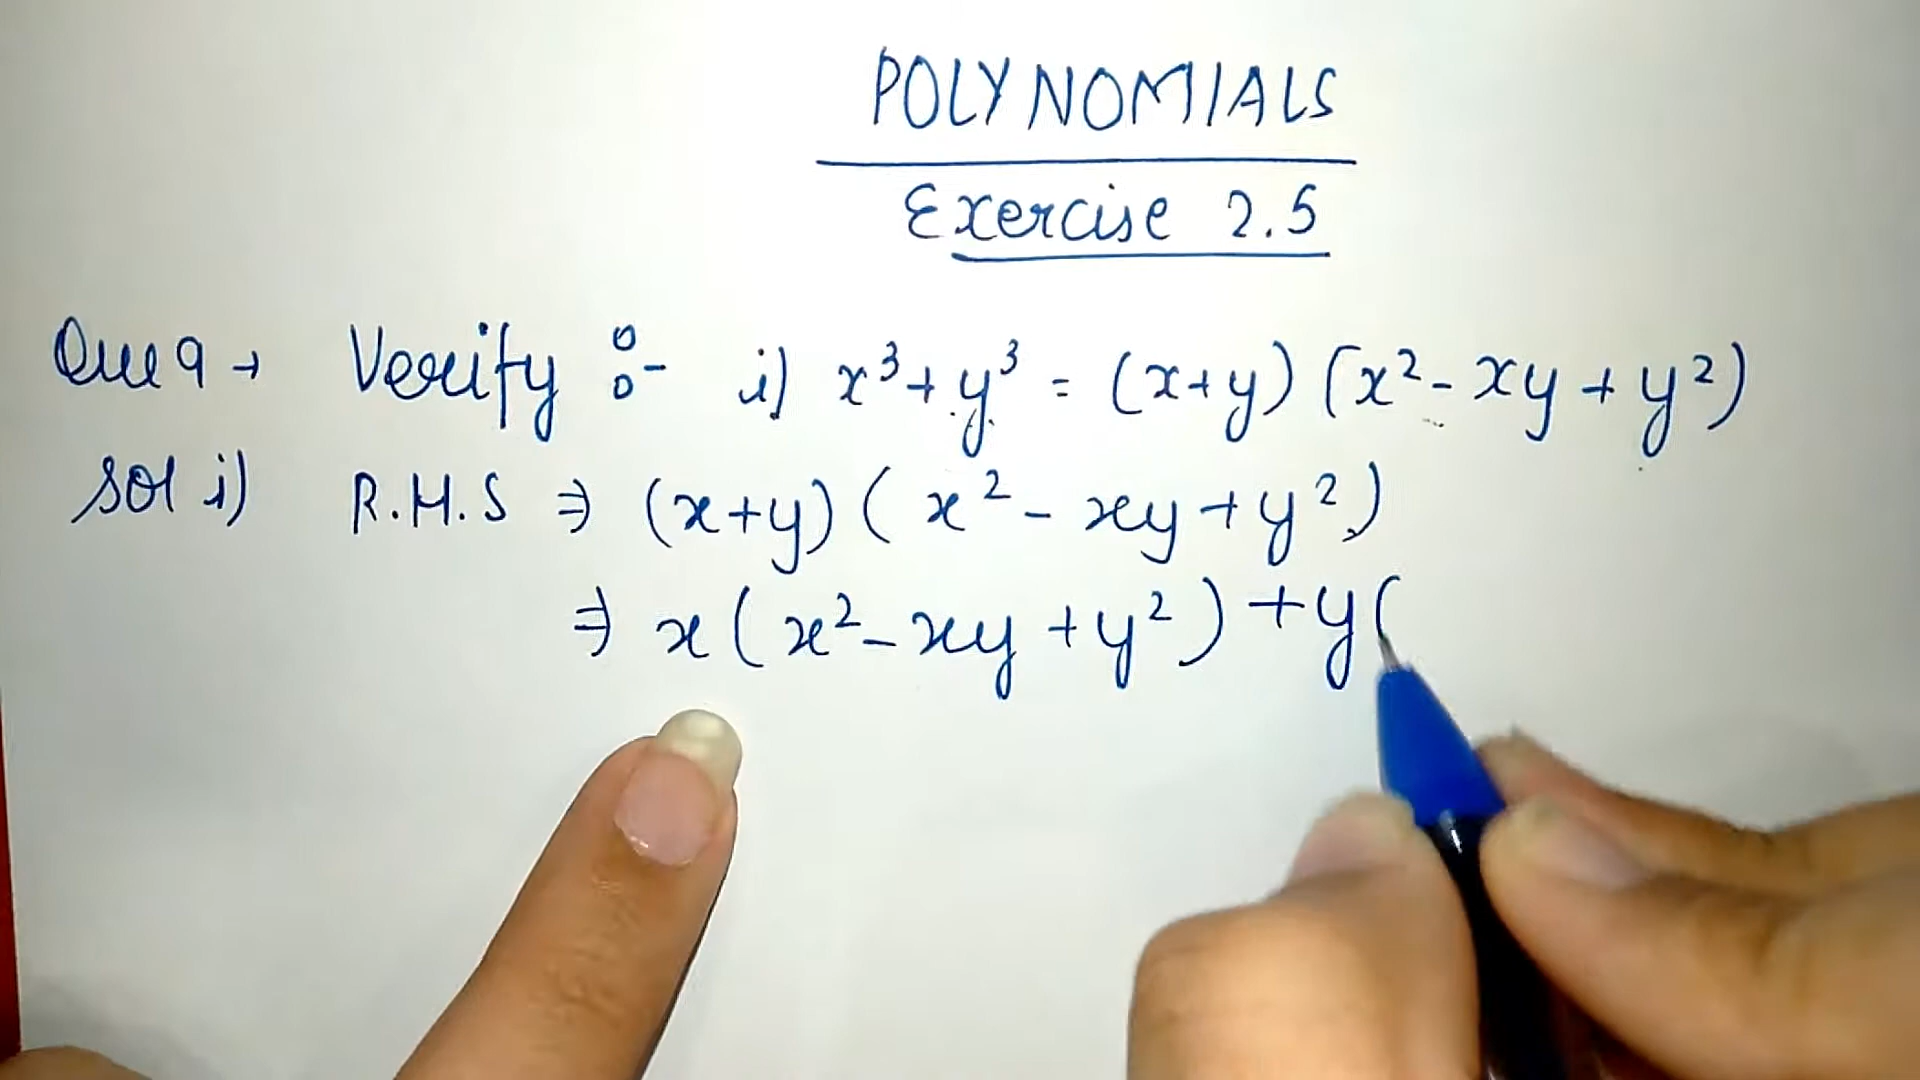 POLYNOMIALS
Exercise 2.5
Que 9 → Verify :- i) x³+y³ = (x+y) (x²- xy + y²)
sol i) R.H.S ⇒ (x+y) ( x² - xy + y²)
⇒ x ( x² - xy + y² ) + y(